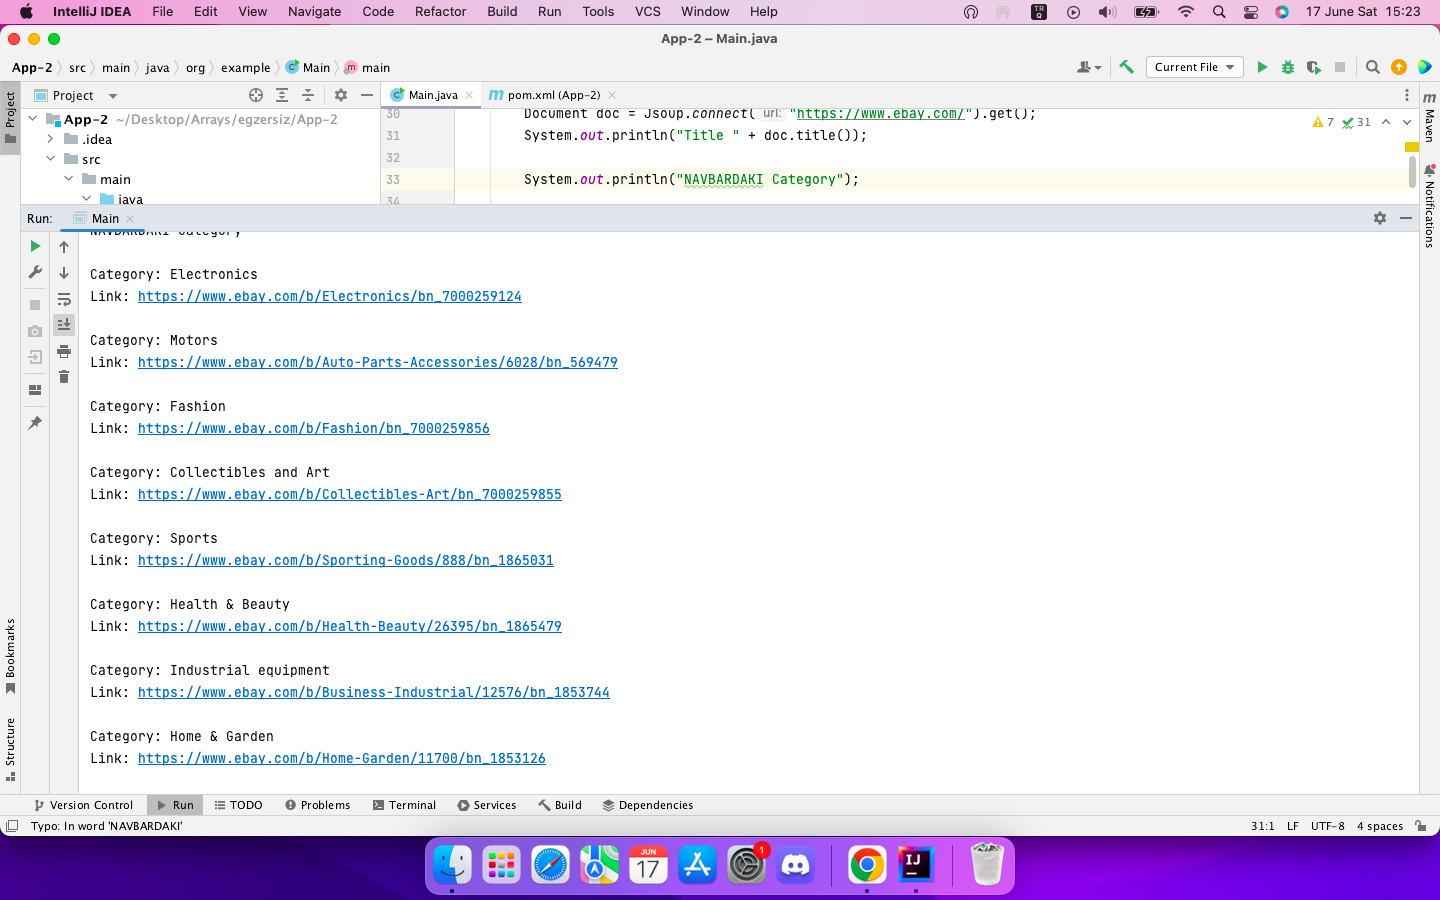 IntelliJ IDEA File Edit View Navigate Code Refactor Build Run Tools VCS Window Help TR Q 17 June Sat 15:23
App-2 – Main.java
App-2 src main java org example Main main Current File
Project Main.java pom.xml (App-2)
App-2 ~/Desktop/Arrays/egzersiz/App-2
.idea
src
main
java
30 Document doc = Jsoup.connect( url: "https://www.ebay.com/").get();
31 System.out.println("Title " + doc.title());
32
33 System.out.println("NAVBARDAKI Category");
34
7 31
Project
Bookmarks
Structure
Maven
Notifications
Run: Main
NAVBARDAKI Category
Category: Electronics
Link: https://www.ebay.com/b/Electronics/bn_7000259124
Category: Motors
Link: https://www.ebay.com/b/Auto-Parts-Accessories/6028/bn_569479
Category: Fashion
Link: https://www.ebay.com/b/Fashion/bn_7000259856
Category: Collectibles and Art
Link: https://www.ebay.com/b/Collectibles-Art/bn_7000259855
Category: Sports
Link: https://www.ebay.com/b/Sporting-Goods/888/bn_1865031
Category: Health & Beauty
Link: https://www.ebay.com/b/Health-Beauty/26395/bn_1865479
Category: Industrial equipment
Link: https://www.ebay.com/b/Business-Industrial/12576/bn_1853744
Category: Home & Garden
Link: https://www.ebay.com/b/Home-Garden/11700/bn_1853126
Version Control Run TODO Problems Terminal Services Build Dependencies
Typo: In word 'NAVBARDAKI' 31:1 LF UTF-8 4 spaces
JUN
17
1
IJ